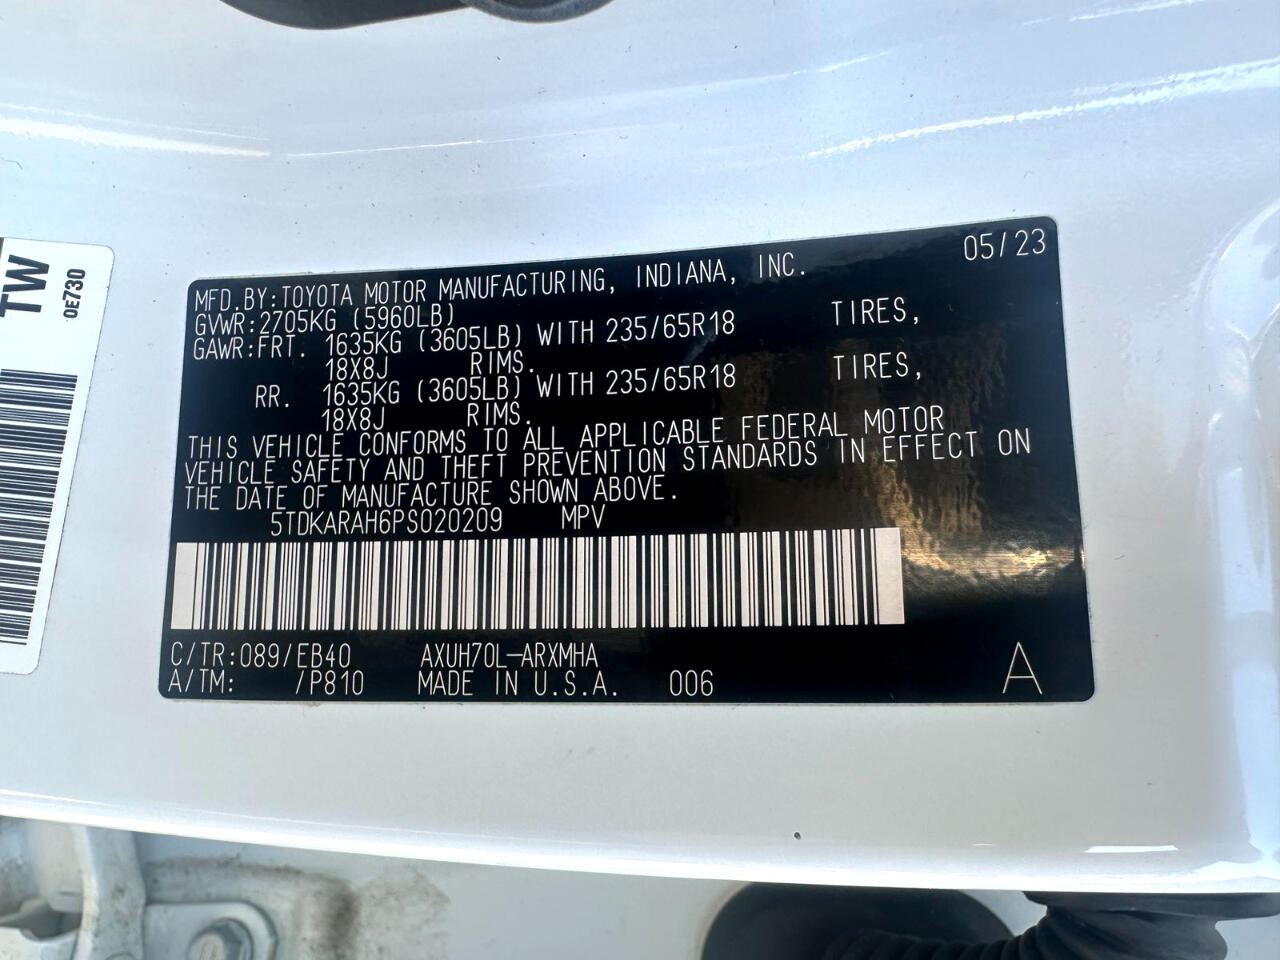 TW
0E730
05/23
MFD.BY:TOYOTA MOTOR MANUFACTURING, INDIANA, INC.
GVWR:2705KG (5960LB)
GAWR:FRT. 1635KG (3605LB) WITH 235/65R18 TIRES,
18X8J RIMS.
RR. 1635KG (3605LB) WITH 235/65R18 TIRES,
18X8J RIMS.
THIS VEHICLE CONFORMS TO ALL APPLICABLE FEDERAL MOTOR
VEHICLE SAFETY AND THEFT PREVENTION STANDARDS IN EFFECT ON
THE DATE OF MANUFACTURE SHOWN ABOVE.
5TDKARAH6PS020209 MPV
C/TR:089/EB40 AXUH70L-ARXMHA
A/TM: /P810 MADE IN U.S.A. 006 A